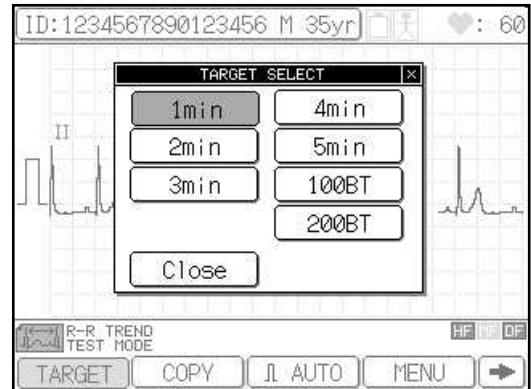 ID:1234567890123456 M 35yr : 60
TARGET SELECT ×
II
1min 4min
2min 5min
3min 100BT
200BT
Close
R-R TREND
TEST MODE
HF MF DF
TARGET COPY AUTO MENU